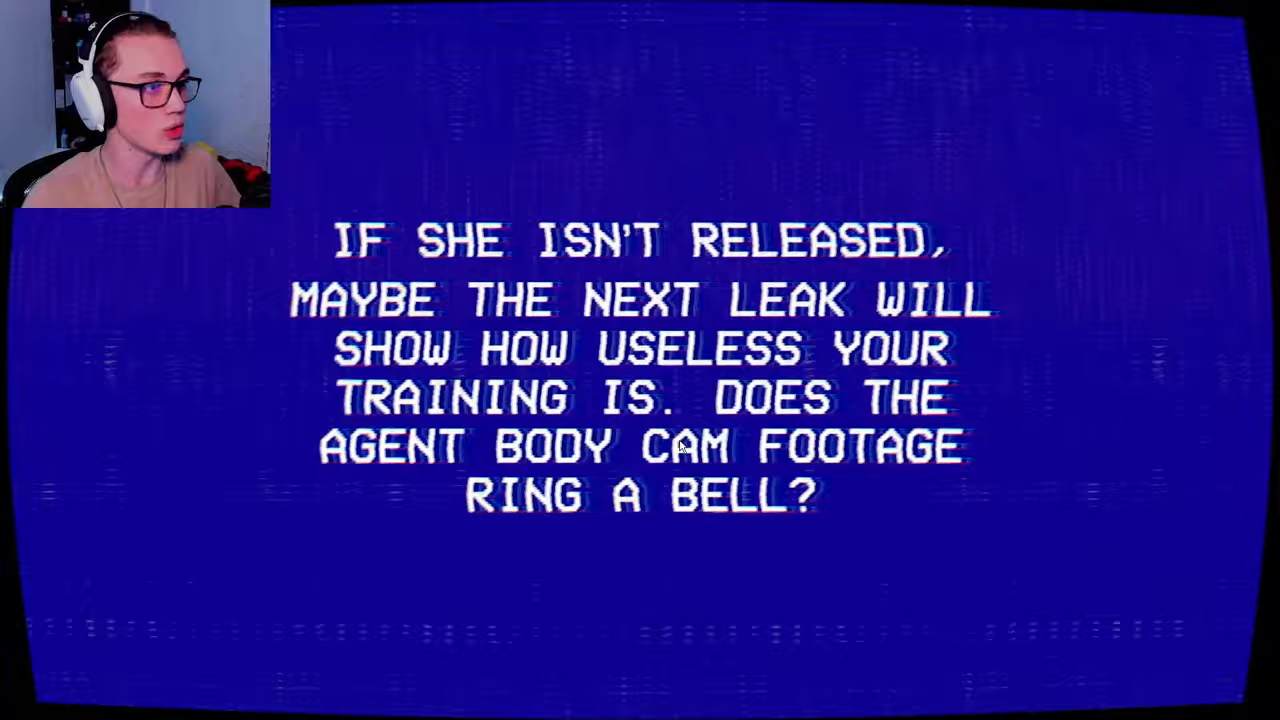 IF SHE ISN'T RELEASED,
MAYBE THE NEXT LEAK WILL
SHOW HOW USELESS YOUR
TRAINING IS. DOES THE
AGENT BODY CAM FOOTAGE
RING A BELL?